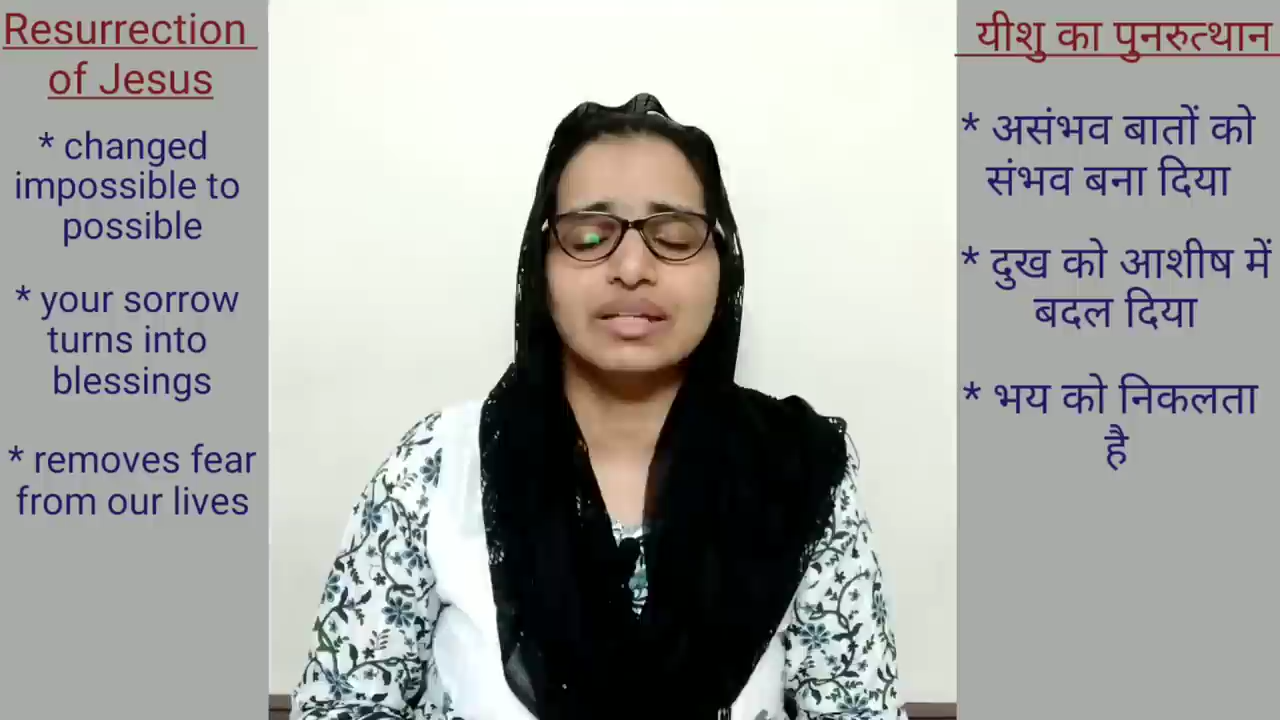 Resurrection
of Jesus
* changed
impossible to
possible
* your sorrow
turns into
blessings
* removes fear
from our lives
यीशु का पुनरुत्थान
* असंभव बातों को
संभव बना दिया
* दुख को आशीष में
बदल दिया
* भय को निकलता
है